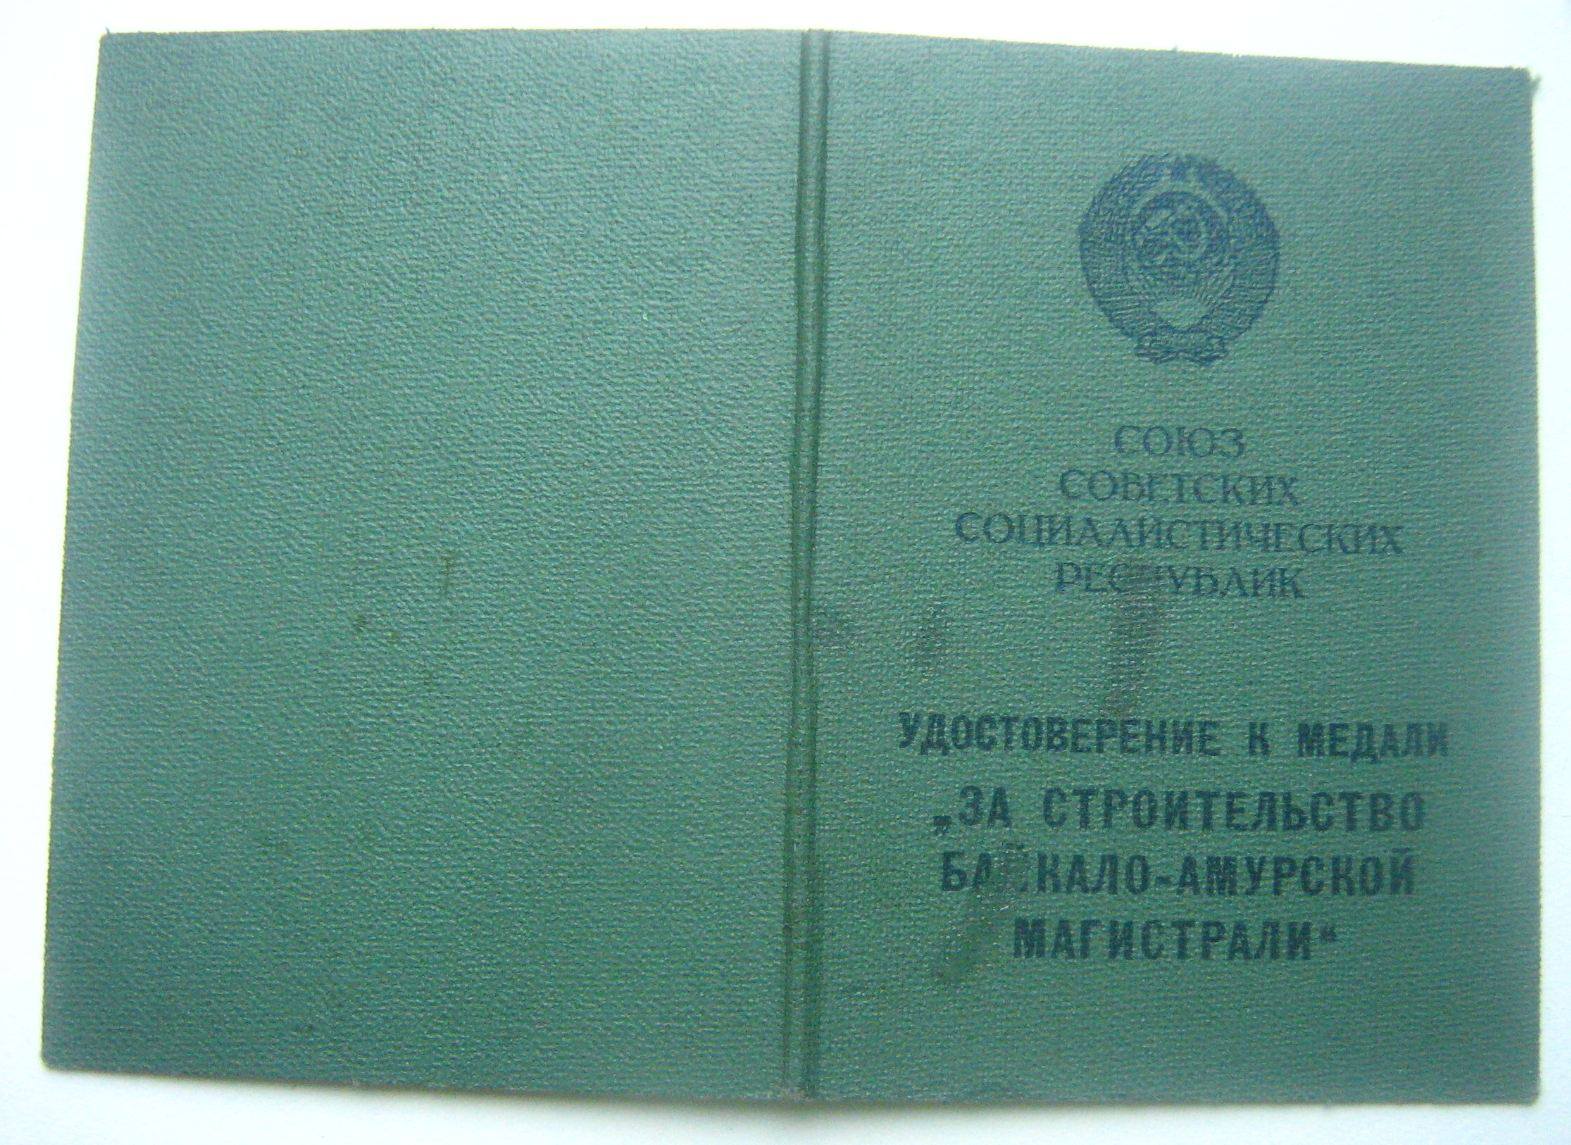 СОЮЗ
СОВЕТСКИХ
СОЦИАЛИСТИЧЕСКИХ
РЕСПУБЛИК
УДОСТОВЕРЕНИЕ К МЕДАЛИ
„ЗА СТРОИТЕЛЬСТВО
БАЙКАЛО-АМУРСКОЙ
МАГИСТРАЛИ“